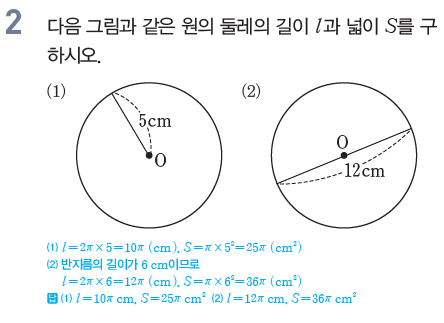 2 다음 그림과 같은 원의 둘레의 길이 l과 넓이 S를 구
하시오.
(1) (2)
5cm
O
O
12cm
(1) l=2π×5=10π (cm), S=π×5²=25π (cm²)
(2) 반지름의 길이가 6 cm이므로
l=2π×6=12π (cm), S=π×6²=36π (cm²)
답 (1) l=10π cm, S=25π cm² (2) l=12π cm, S=36π cm²